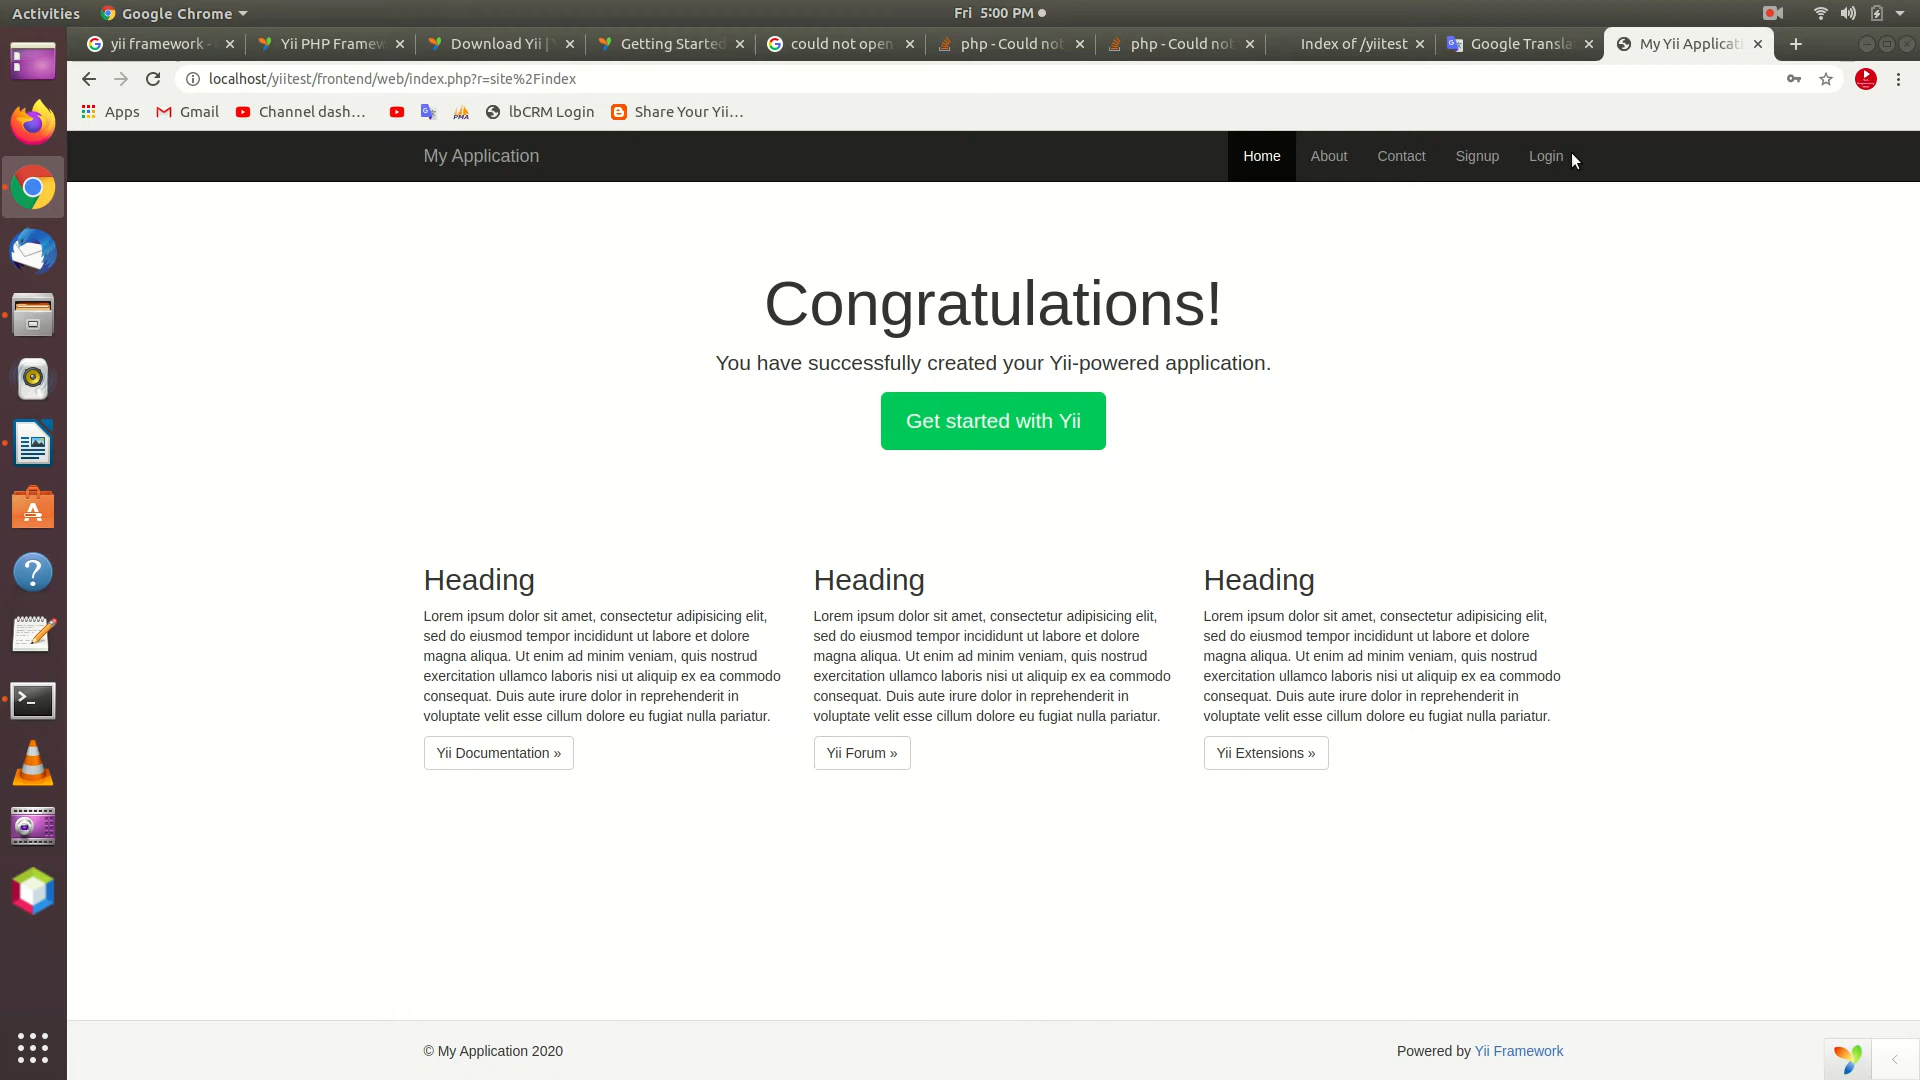 Activities
Google Chrome
Fri 5:00 PM
yii framework -
Yii PHP Framew
Download Yii |
Getting Started
could not open
php - Could not
php - Could not
Index of /yiitest
Google Transla
My Yii Applicati
localhost/yiitest/frontend/web/index.php?r=site%2Findex
Apps
Gmail
Channel dash...
PMA
lbCRM Login
Share Your Yii...
My Application
Home
About
Contact
Signup
Login
Congratulations!
You have successfully created your Yii-powered application.
Get started with Yii
Heading
Lorem ipsum dolor sit amet, consectetur adipisicing elit,
sed do eiusmod tempor incididunt ut labore et dolore
magna aliqua. Ut enim ad minim veniam, quis nostrud
exercitation ullamco laboris nisi ut aliquip ex ea commodo
consequat. Duis aute irure dolor in reprehenderit in
voluptate velit esse cillum dolore eu fugiat nulla pariatur.
Yii Documentation »
Heading
Lorem ipsum dolor sit amet, consectetur adipisicing elit,
sed do eiusmod tempor incididunt ut labore et dolore
magna aliqua. Ut enim ad minim veniam, quis nostrud
exercitation ullamco laboris nisi ut aliquip ex ea commodo
consequat. Duis aute irure dolor in reprehenderit in
voluptate velit esse cillum dolore eu fugiat nulla pariatur.
Yii Forum »
Heading
Lorem ipsum dolor sit amet, consectetur adipisicing elit,
sed do eiusmod tempor incididunt ut labore et dolore
magna aliqua. Ut enim ad minim veniam, quis nostrud
exercitation ullamco laboris nisi ut aliquip ex ea commodo
consequat. Duis aute irure dolor in reprehenderit in
voluptate velit esse cillum dolore eu fugiat nulla pariatur.
Yii Extensions »
© My Application 2020
Powered by Yii Framework